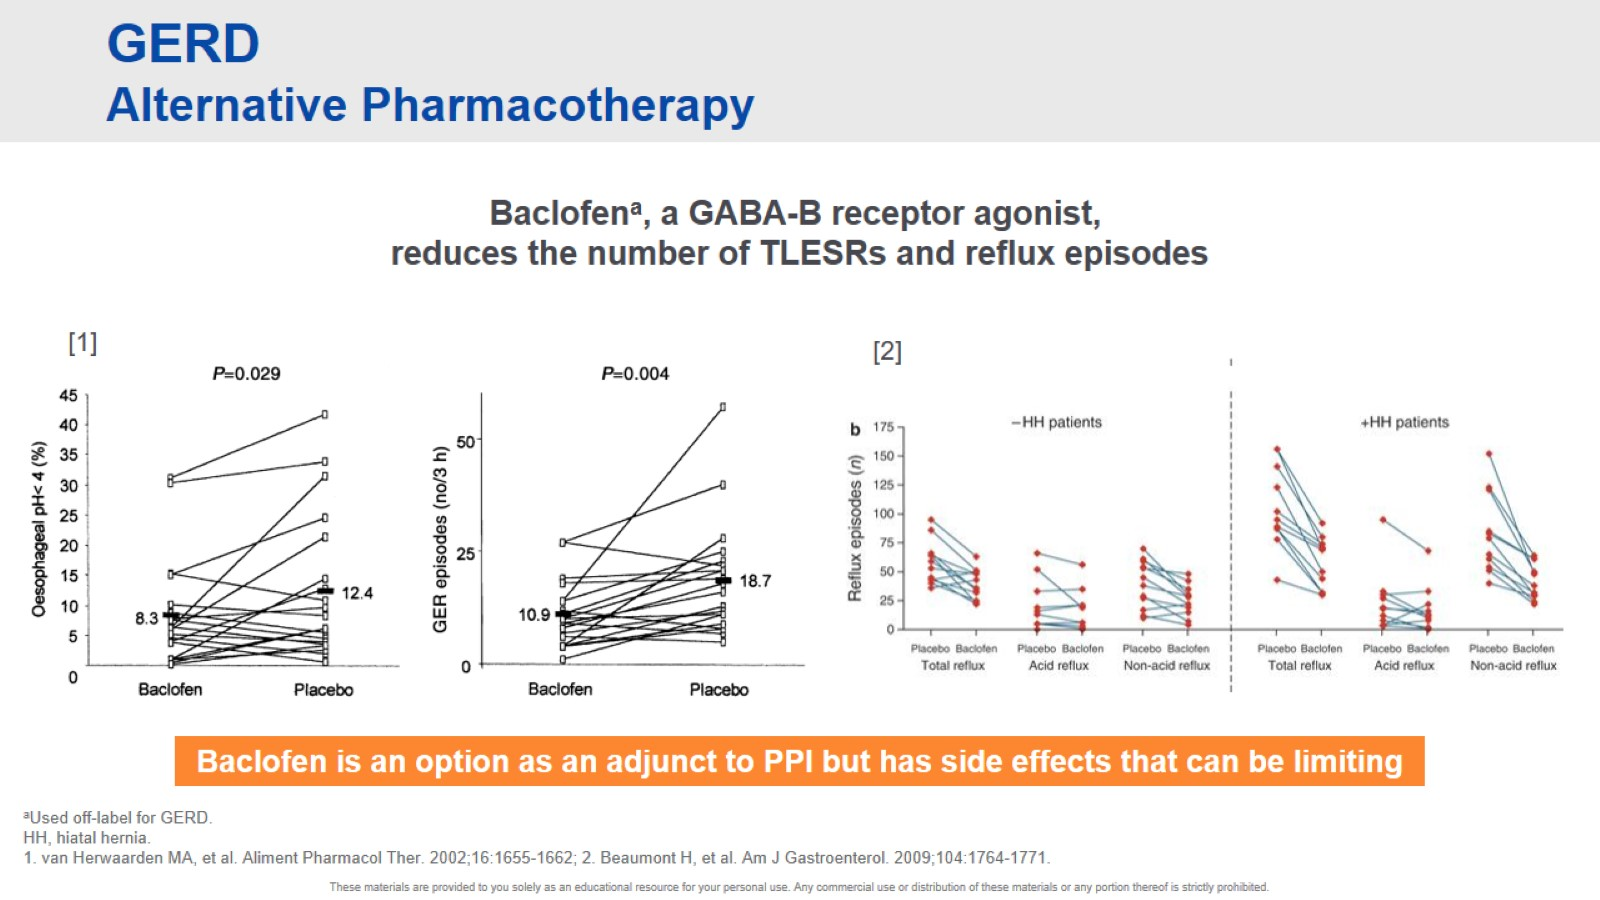 GERD
Alternative Pharmacotherapy
Baclofenª, a GABA-B receptor agonist,
reduces the number of TLESRs and reflux episodes
[1]
P=0.029
Oesophageal pH< 4 (%)
45
40
35
30
25
20
15
10
5
0
8.3
12.4
Baclofen Placebo
P=0.004
GER episodes (no/3 h)
50
25
0
10.9
18.7
Baclofen Placebo
[2]
b
–HH patients
+HH patients
Reflux episodes (n)
175
150
125
100
75
50
25
0
Placebo Baclofen Placebo Baclofen Placebo Baclofen Placebo Baclofen Placebo Baclofen Placebo Baclofen
Total reflux Acid reflux Non-acid reflux Total reflux Acid reflux Non-acid reflux
Baclofen is an option as an adjunct to PPI but has side effects that can be limiting
ªUsed off-label for GERD.
HH, hiatal hernia.
1. van Herwaarden MA, et al. Aliment Pharmacol Ther. 2002;16:1655-1662; 2. Beaumont H, et al. Am J Gastroenterol. 2009;104:1764-1771.
These materials are provided to you solely as an educational resource for your personal use. Any commercial use or distribution of these materials or any portion thereof is strictly prohibited.